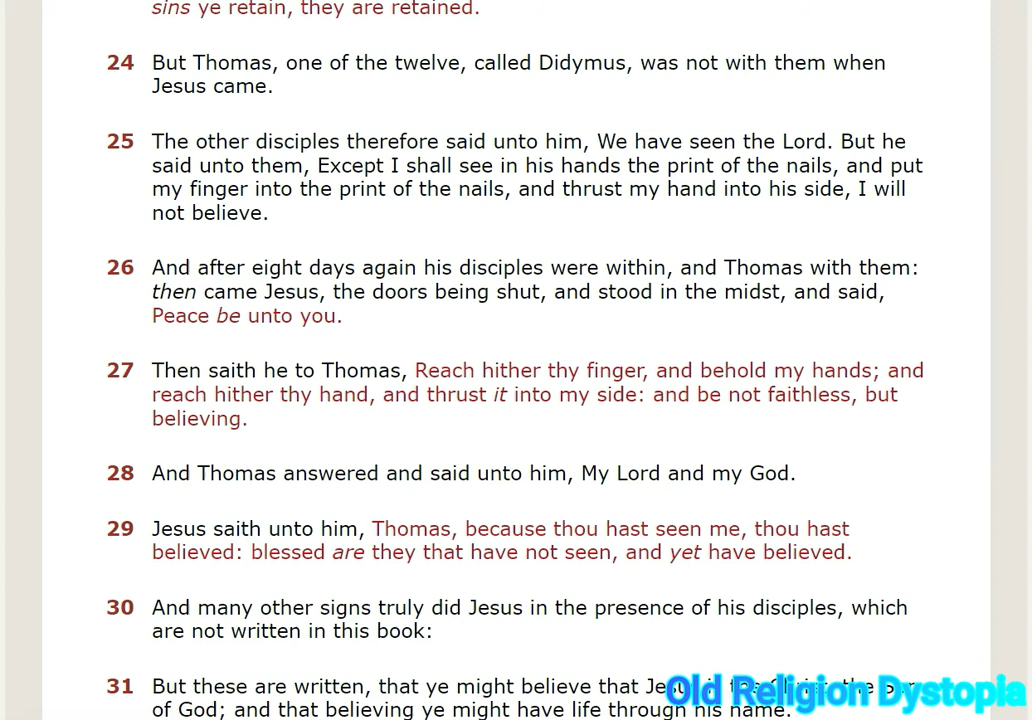 sins ye retain, they are retained.
24 But Thomas, one of the twelve, called Didymus, was not with them when
Jesus came.
25 The other disciples therefore said unto him, We have seen the Lord. But he
said unto them, Except I shall see in his hands the print of the nails, and put
my finger into the print of the nails, and thrust my hand into his side, I will
not believe.
26 And after eight days again his disciples were within, and Thomas with them:
then came Jesus, the doors being shut, and stood in the midst, and said,
Peace be unto you.
27 Then saith he to Thomas, Reach hither thy finger, and behold my hands; and
reach hither thy hand, and thrust it into my side: and be not faithless, but
believing.
28 And Thomas answered and said unto him, My Lord and my God.
29 Jesus saith unto him, Thomas, because thou hast seen me, thou hast
believed: blessed are they that have not seen, and yet have believed.
30 And many other signs truly did Jesus in the presence of his disciples, which
are not written in this book:
31 But these are written, that ye might believe that
of God; and that believing ye might have life through his name.
Old Religion Dystopia